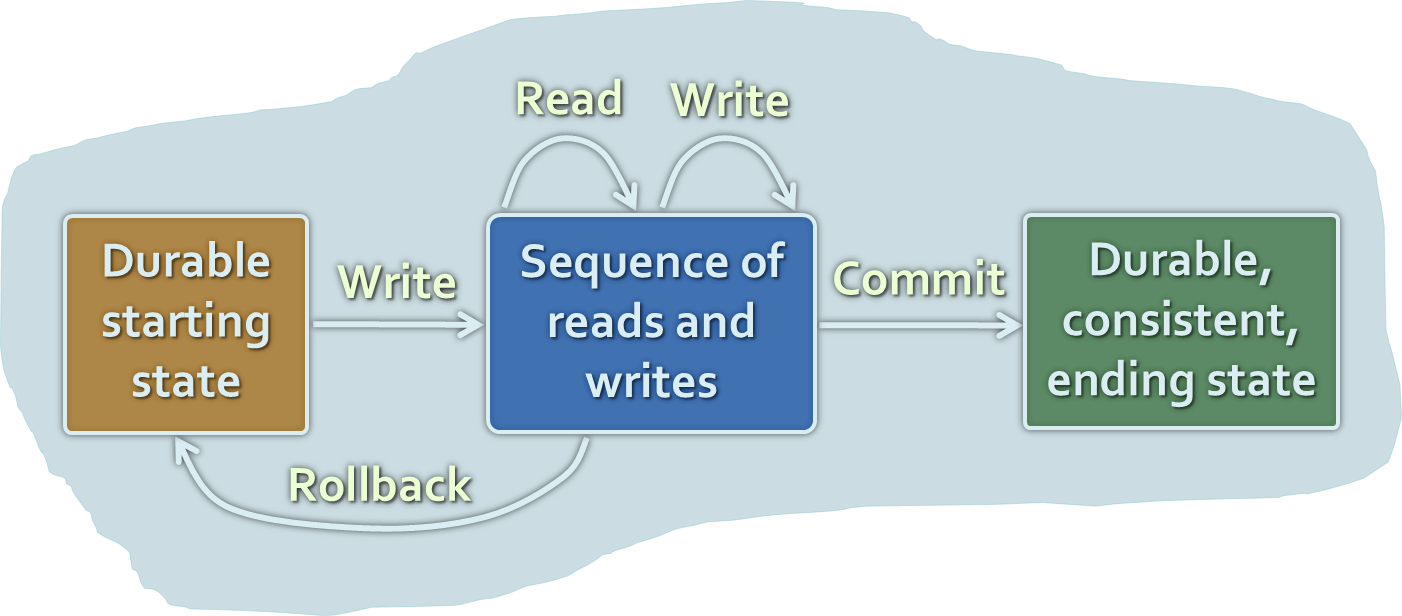 Read
Write
Durable
starting
state
Write
Sequence of
reads and
writes
Commit
Durable,
consistent,
ending state
Rollback